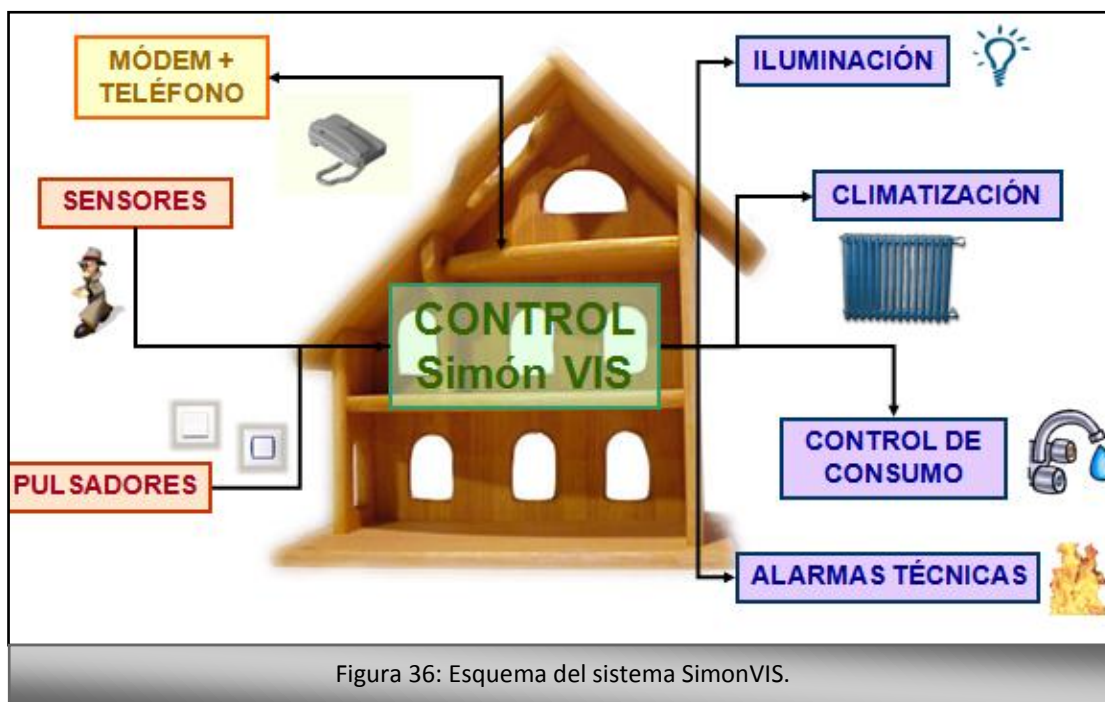 MÓDEM +
TELÉFONO
SENSORES
PULSADORES
CONTROL
Simón VIS
ILUMINACIÓN
CLIMATIZACIÓN
CONTROL DE
CONSUMO
ALARMAS TÉCNICAS
Figura 36: Esquema del sistema SimonVIS.